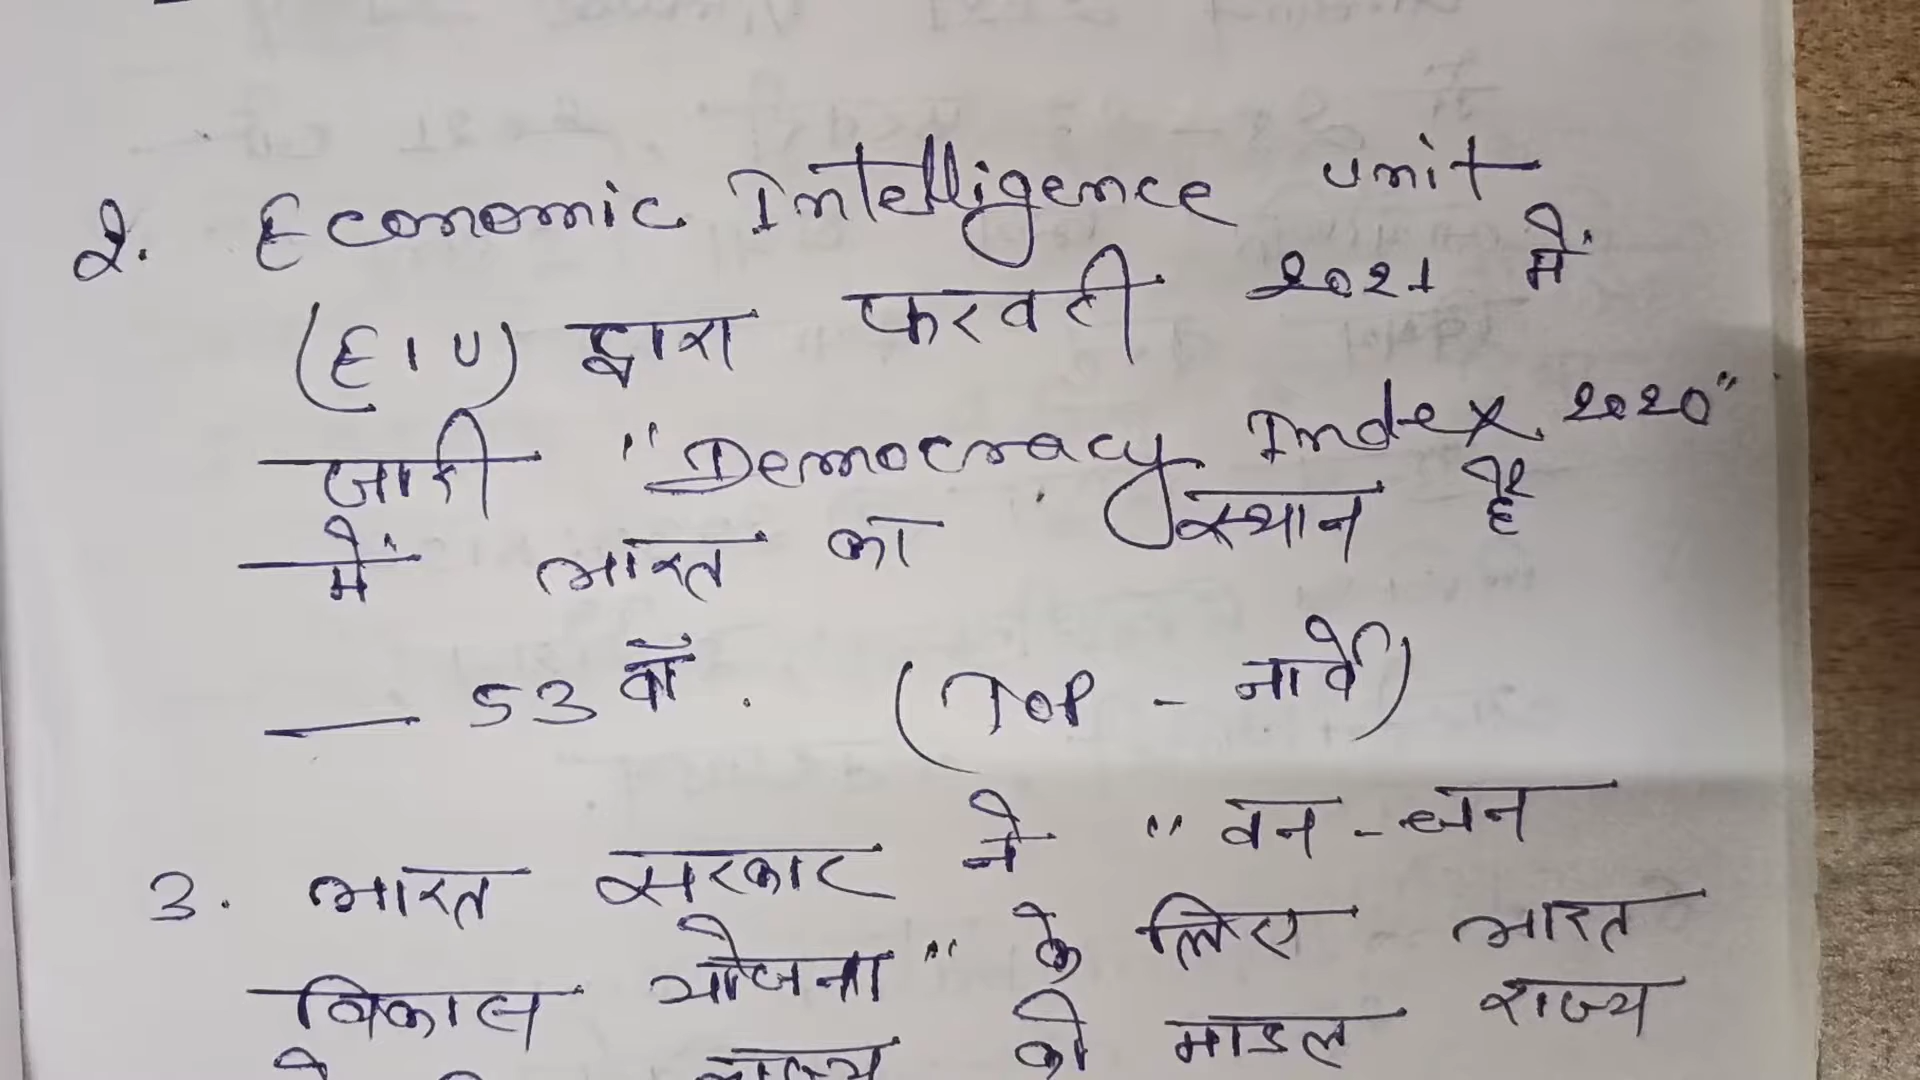 2. Economic Intelligence unit
(EIU) द्वारा फरवरी 2021 में
जारी "Democracy Index 2020"
में भारत का स्थान है
— 53 वाँ. (TOP - नार्वे)
3. भारत सरकार ने "वन-धन
विकास योजना" के लिए भारत
को माडल राज्य